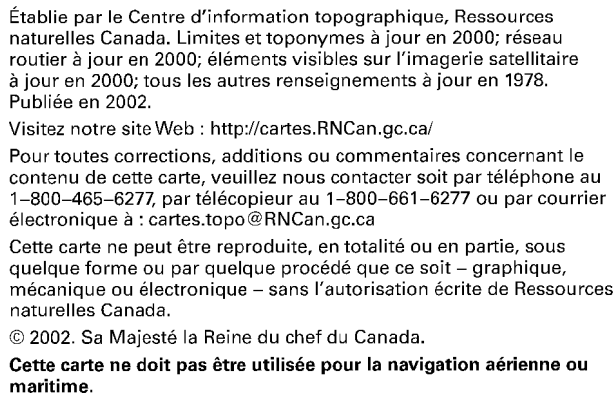 Établie par le Centre d'information topographique, Ressources
naturelles Canada. Limites et toponymes à jour en 2000; réseau
routier à jour en 2000; éléments visibles sur l'imagerie satellitaire
à jour en 2000; tous les autres renseignements à jour en 1978.
Publiée en 2002.
Visitez notre site Web : http://cartes.RNCan.gc.ca/
Pour toutes corrections, additions ou commentaires concernant le
contenu de cette carte, veuillez nous contacter soit par téléphone au
1–800–465–6277, par télécopieur au 1–800–661–6277 ou par courrier
électronique à : cartes.topo@RNCan.gc.ca
Cette carte ne peut être reproduite, en totalité ou en partie, sous
quelque forme ou par quelque procédé que ce soit – graphique,
mécanique ou électronique – sans l'autorisation écrite de Ressources
naturelles Canada.
© 2002. Sa Majesté la Reine du chef du Canada.
Cette carte ne doit pas être utilisée pour la navigation aérienne ou
maritime.